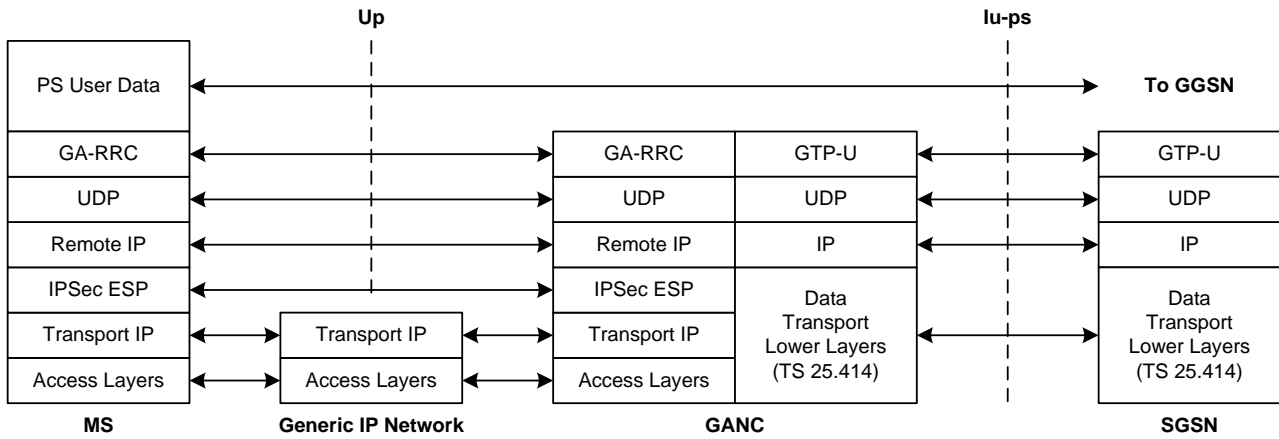 Up
Iu-ps
PS User Data
To GGSN
GA-RRC
GA-RRC
GTP-U
GTP-U
UDP
UDP
UDP
UDP
Remote IP
Remote IP
IP
IP
IPSec ESP
IPSec ESP
Data
Transport
Lower Layers
(TS 25.414)
Data
Transport
Lower Layers
(TS 25.414)
Transport IP
Transport IP
Transport IP
Access Layers
Access Layers
Access Layers
MS
Generic IP Network
GANC
SGSN